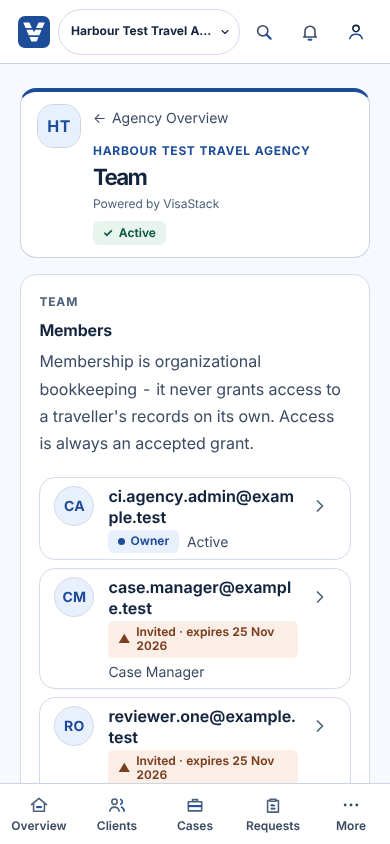 Harbour Test Travel A...
HT
← Agency Overview
HARBOUR TEST TRAVEL AGENCY
Team
Powered by VisaStack
✓ Active
TEAM
Members
Membership is organizational
bookkeeping - it never grants access to
a traveller's records on its own. Access
is always an accepted grant.
CA
ci.agency.admin@exam
ple.test
Owner Active
CM
case.manager@exampl
e.test
Invited · expires 25 Nov
2026
Case Manager
RO
reviewer.one@example.
test
Invited · expires 25 Nov
2026
Overview Clients Cases Requests More